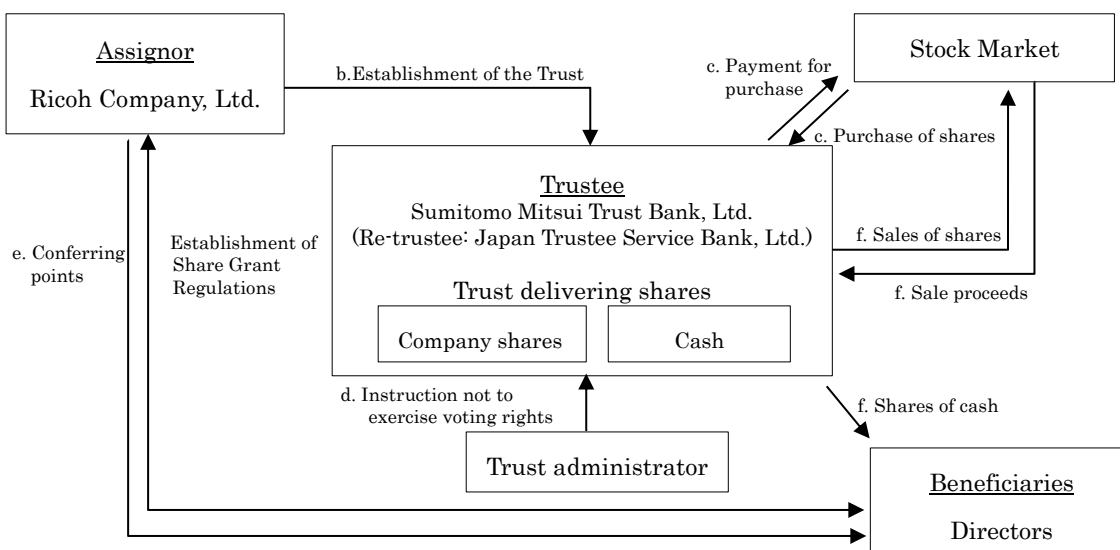 Assignor
Ricoh Company, Ltd.
b.Establishment of the Trust
c. Payment for
purchase
Stock Market
c. Purchase of shares
Trustee
Sumitomo Mitsui Trust Bank, Ltd.
(Re-trustee: Japan Trustee Service Bank, Ltd.)
Trust delivering shares
Company shares
Cash
e. Conferring
points
Establishment of
Share Grant
Regulations
f. Sales of shares
f. Sale proceeds
d. Instruction not to
exercise voting rights
Trust administrator
f. Shares of cash
Beneficiaries
Directors